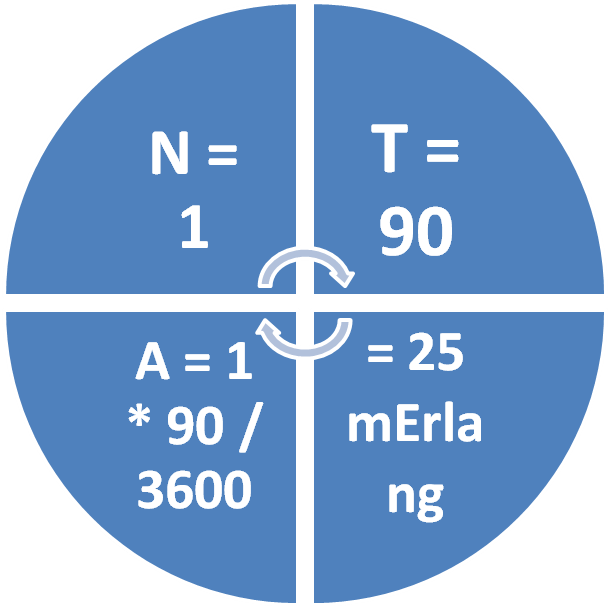 N =
1
T =
90
A = 1
* 90 /
3600
= 25
mErla
ng